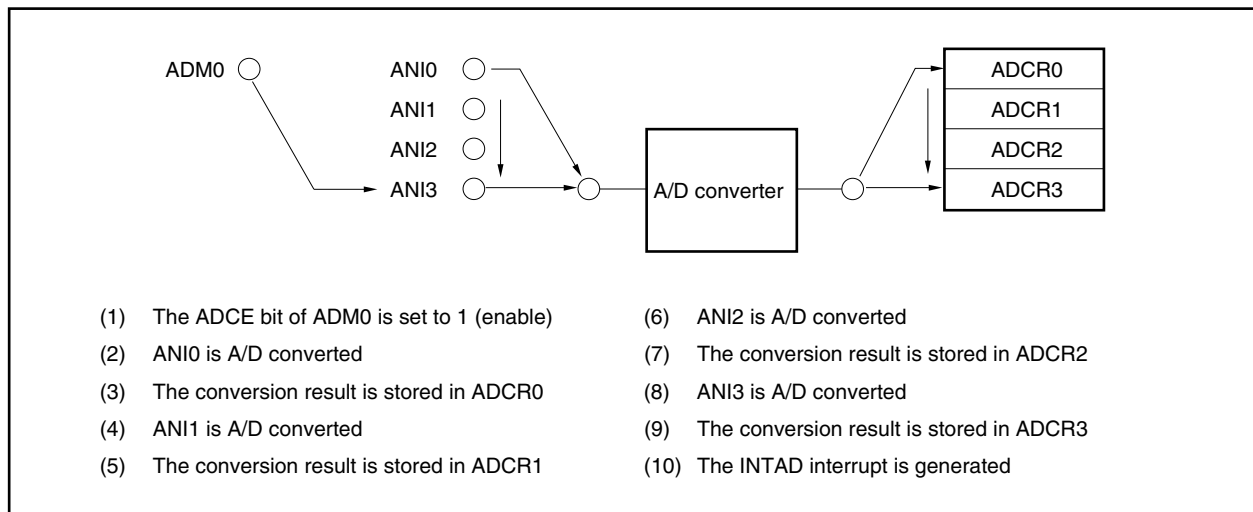 ADM0
ANI0
ANI1
ANI2
ANI3
A/D converter
ADCR0
ADCR1
ADCR2
ADCR3
(1) The ADCE bit of ADM0 is set to 1 (enable)
(2) ANI0 is A/D converted
(3) The conversion result is stored in ADCR0
(4) ANI1 is A/D converted
(5) The conversion result is stored in ADCR1
(6) ANI2 is A/D converted
(7) The conversion result is stored in ADCR2
(8) ANI3 is A/D converted
(9) The conversion result is stored in ADCR3
(10) The INTAD interrupt is generated